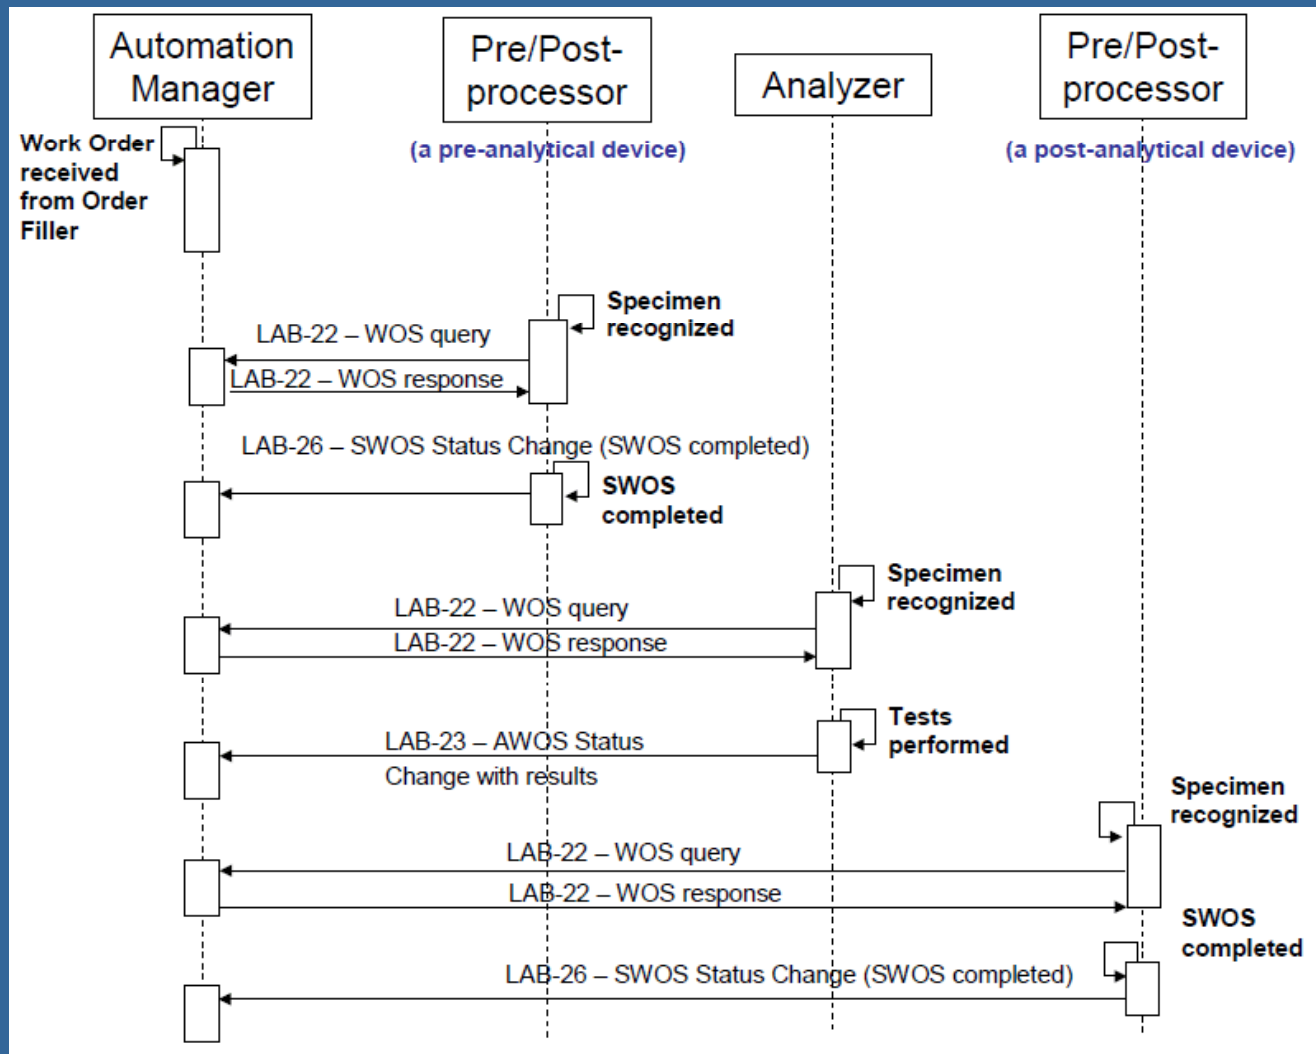 Automation
Manager
Pre/Post-
processor
Analyzer
Pre/Post-
processor
(a pre-analytical device)
(a post-analytical device)
Work Order
received
from Order
Filler
Specimen
recognized
LAB-22 – WOS query
LAB-22 – WOS response
LAB-26 – SWOS Status Change (SWOS completed)
SWOS
completed
Specimen
recognized
LAB-22 – WOS query
LAB-22 – WOS response
Tests
performed
LAB-23 – AWOS Status
Change with results
Specimen
recognized
LAB-22 – WOS query
LAB-22 – WOS response
SWOS
completed
LAB-26 – SWOS Status Change (SWOS completed)